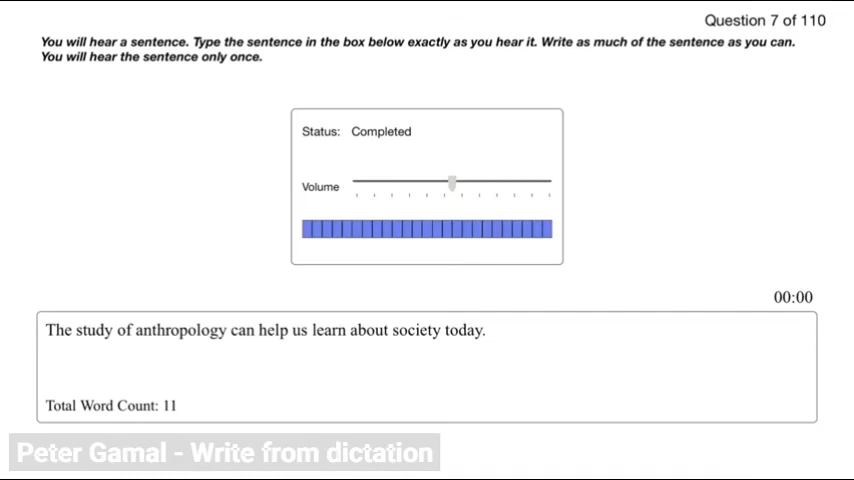 Question 7 of 110
You will hear a sentence. Type the sentence in the box below exactly as you hear it. Write as much of the sentence as you can.
You will hear the sentence only once.
Status: Completed
Volume
00:00
The study of anthropology can help us learn about society today.
Total Word Count: 11
Peter Gamal - Write from dictation